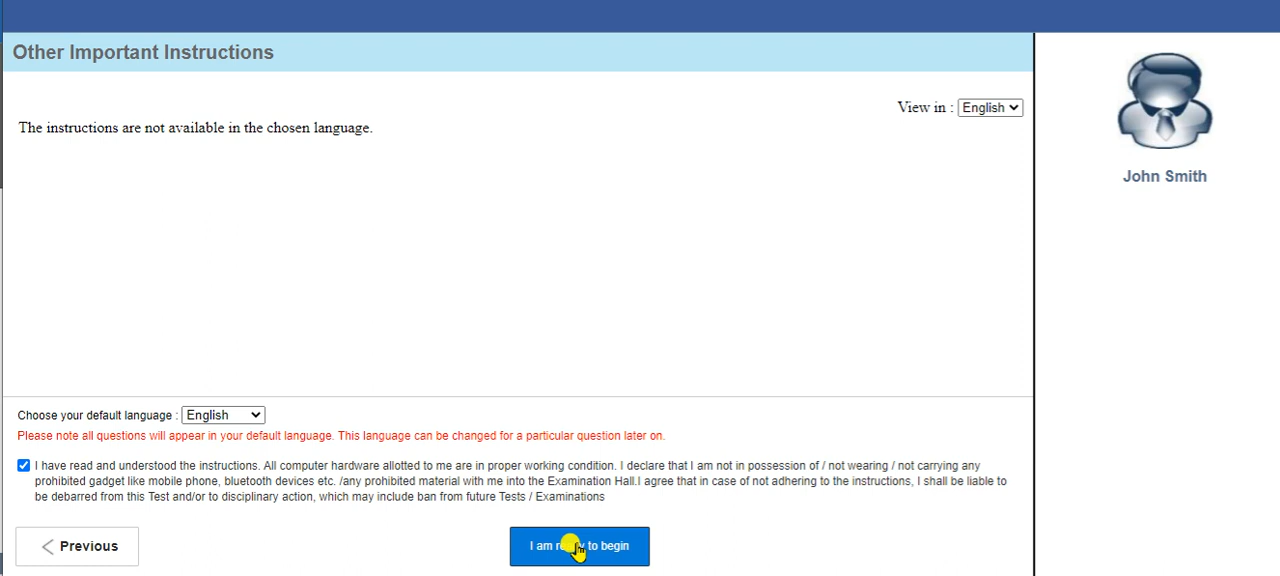 Other Important Instructions
View in : English
The instructions are not available in the chosen language.
John Smith
Choose your default language : English
Please note all questions will appear in your default language. This language can be changed for a particular question later on.
I have read and understood the instructions. All computer hardware allotted to me are in proper working condition. I declare that I am not in possession of / not wearing / not carrying any
prohibited gadget like mobile phone, bluetooth devices etc. /any prohibited material with me into the Examination Hall.I agree that in case of not adhering to the instructions, I shall be liable to
be debarred from this Test and/or to disciplinary action, which may include ban from future Tests / Examinations
Previous
I am to begin